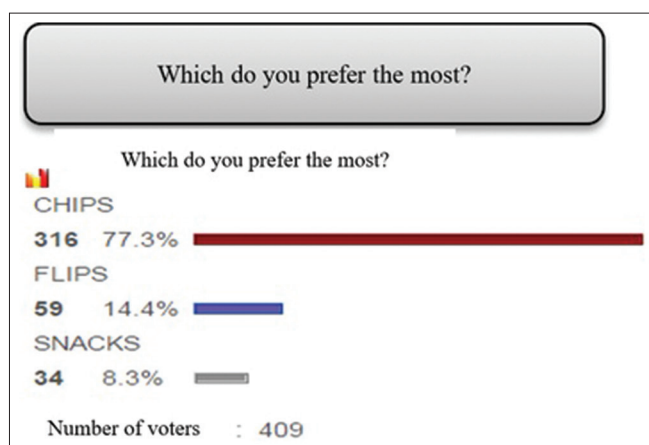 Which do you prefer the most?
Which do you prefer the most?
CHIPS
316 77.3%
FLIPS
59 14.4%
SNACKS
34 8.3%
Number of voters : 409